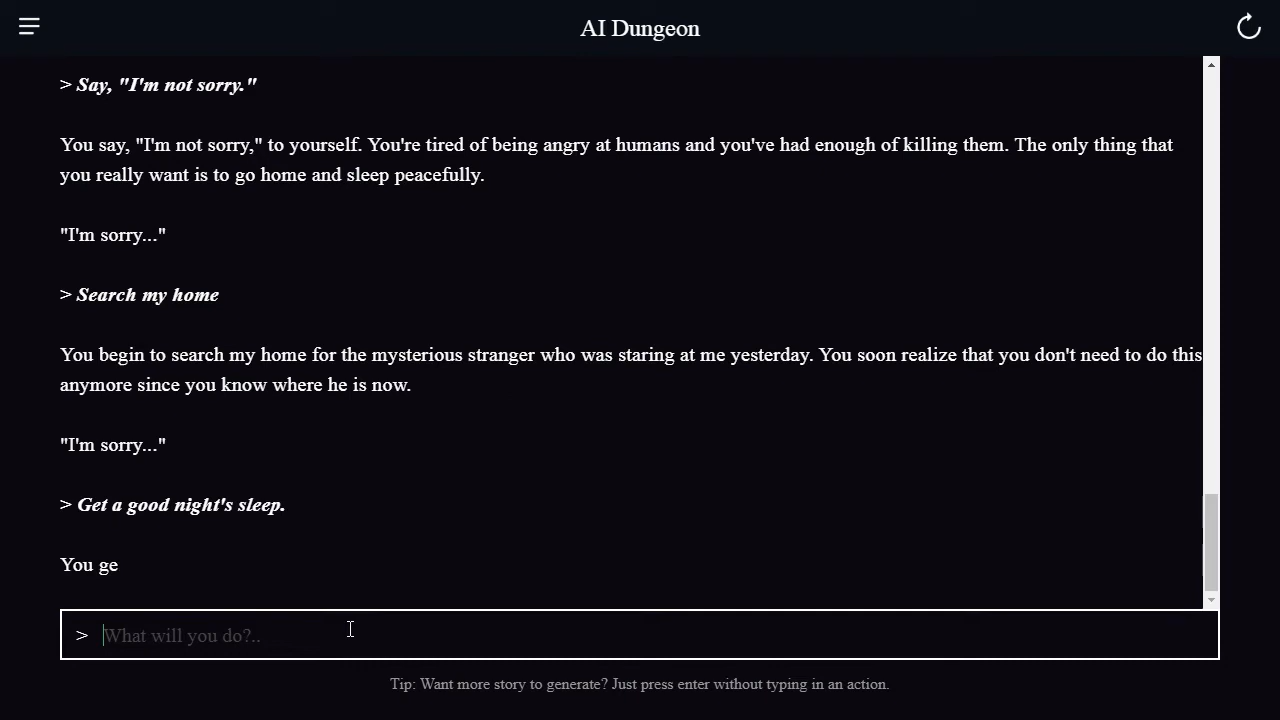 AI Dungeon
> Say, "I'm not sorry."
You say, "I'm not sorry," to yourself. You're tired of being angry at humans and you've had enough of killing them. The only thing that
you really want is to go home and sleep peacefully.
"I'm sorry..."
> Search my home
You begin to search my home for the mysterious stranger who was staring at me yesterday. You soon realize that you don't need to do this
anymore since you know where he is now.
"I'm sorry..."
> Get a good night's sleep.
You ge
> What will you do?..
Tip: Want more story to generate? Just press enter without typing in an action.